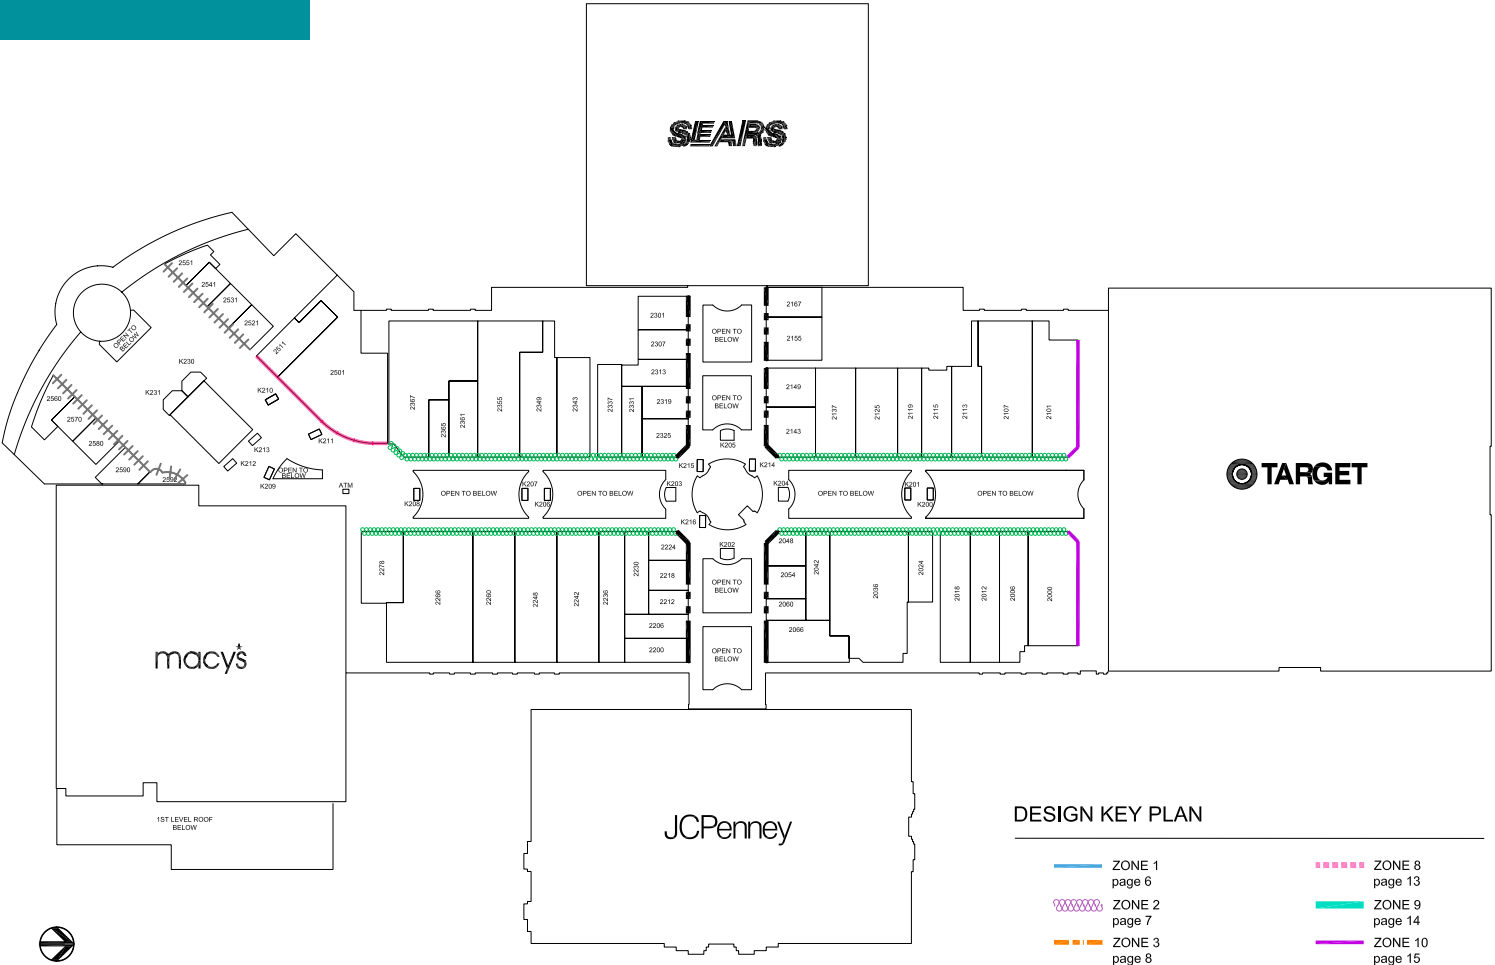 SEARS
2551
2541
2531
2521
2511
2501
OPEN TO
BELOW
K230
K231
K210
K211
K213
K212
K209
OPEN TO
BELOW
ATM
2560
2570
2580
2590
2592
2367
2365
2361
2355
2349
2343
2337
2331
2301
2307
2313
2319
2325
OPEN TO
BELOW
OPEN TO
BELOW
K205
2167
2155
2149
2143
2137
2125
2119
2115
2113
2107
2101
K215
K214
K208
OPEN TO BELOW
K207
K206
OPEN TO BELOW
K203
K204
OPEN TO BELOW
K201
K200
OPEN TO BELOW
K216
K202
TARGET
2278
2266
2260
2248
2242
2236
2230
2224
2218
2212
2206
2200
OPEN TO
BELOW
OPEN TO
BELOW
2048
2054
2060
2066
2042
2036
2024
2018
2012
2006
2000
macy's
1ST LEVEL ROOF
BELOW
JCPenney
DESIGN KEY PLAN
ZONE 1
page 6
ZONE 2
page 7
ZONE 3
page 8
ZONE 8
page 13
ZONE 9
page 14
ZONE 10
page 15